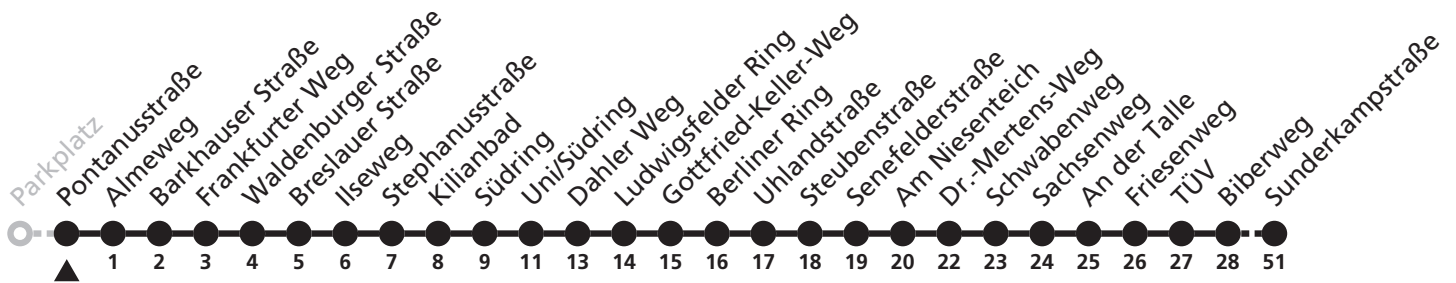 Parkplatz
Pontanusstraße
Almeweg
Barkhauser Straße
Frankfurter Weg
Waldenburger Straße
Breslauer Straße
Ilseweg
Stephanusstraße
Kilianbad
Südring
Uni/Südring
Dahler Weg
Ludwigsfelder Ring
Gottfried-Keller-Weg
Berliner Ring
Uhlandstraße
Steubenstraße
Senefelderstraße
Am Niesenteich
Dr.-Mertens-Weg
Schwabenweg
Sachsenweg
An der Talle
Friesenweg
TÜV
Biberweg
Sunderkampstraße
1 2 3 4 5 6 7 8 9 11 13 14 15 16 17 18 19 20 22 23 24 25 26 27 28 51